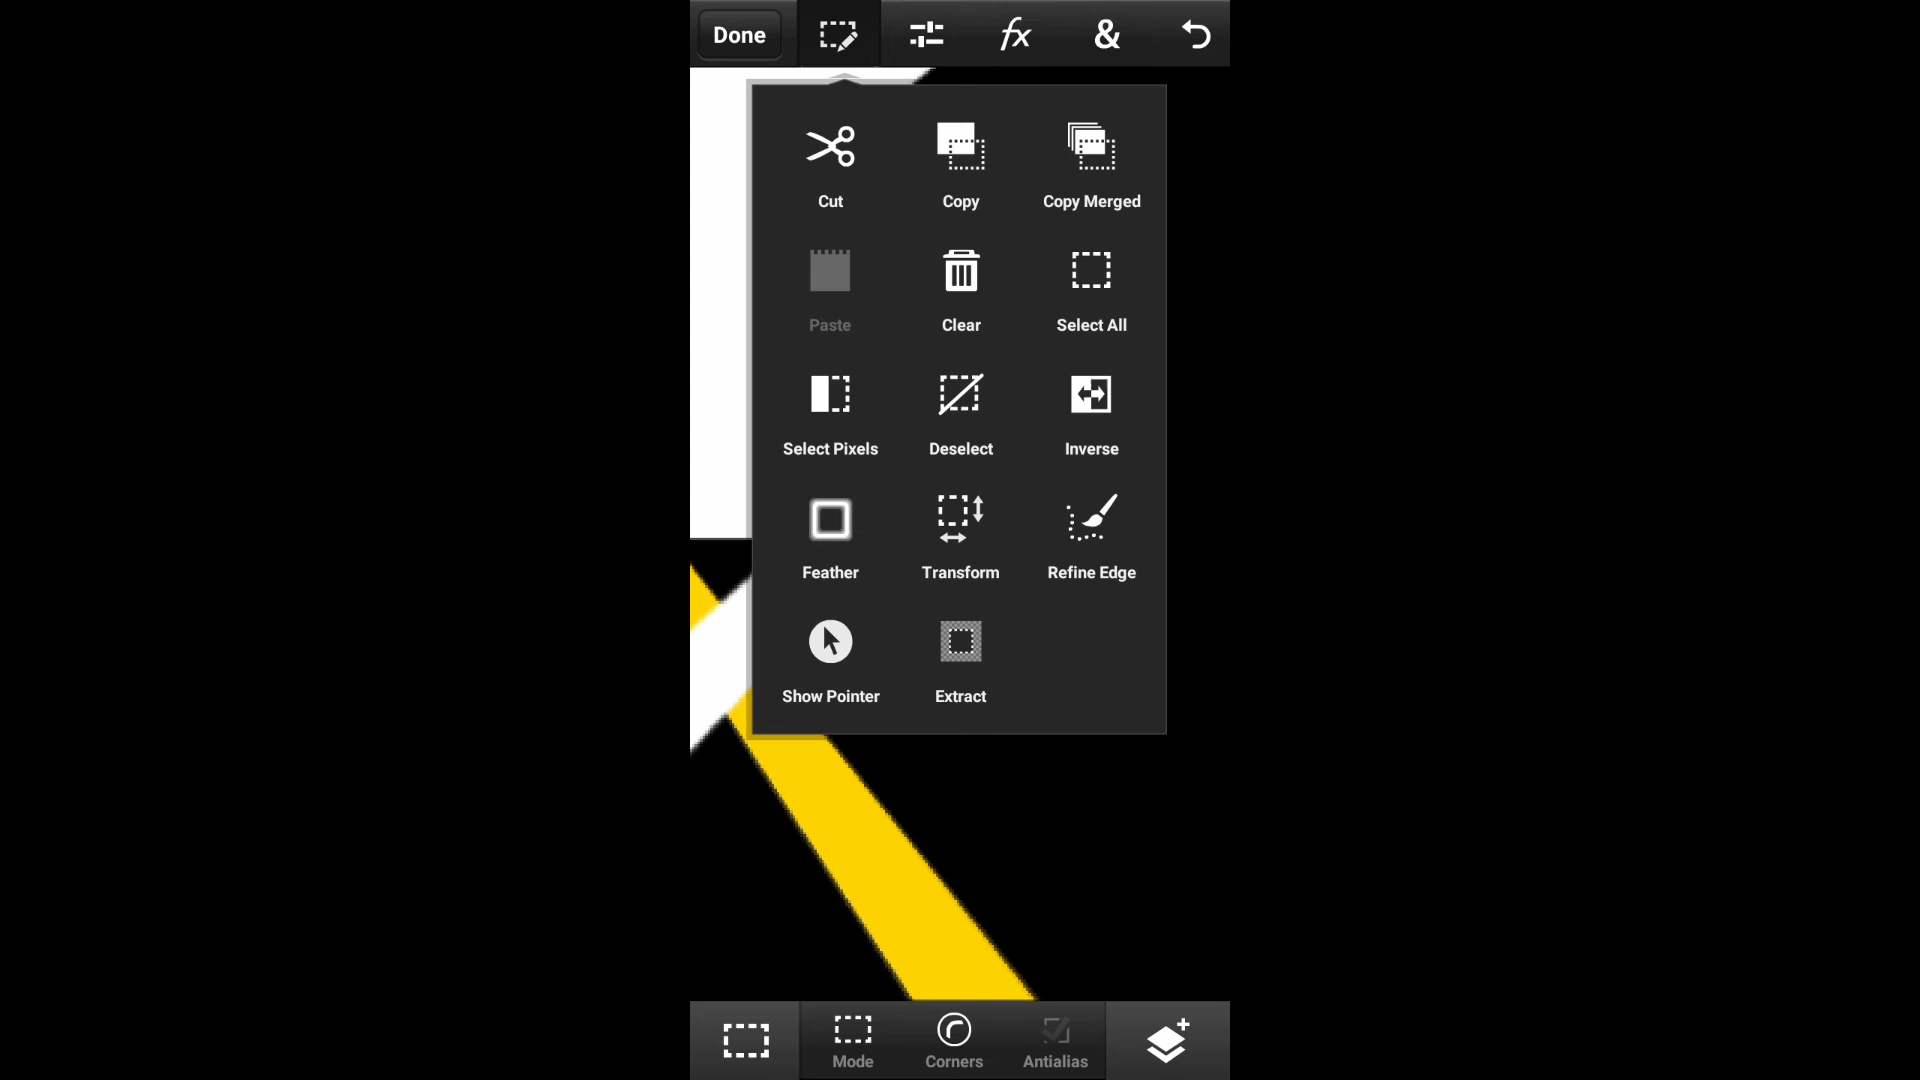 Done fx &
Cut Copy Copy Merged
Paste Clear Select All
Select Pixels Deselect Inverse
Feather Transform Refine Edge
Show Pointer Extract
Mode Corners Antialias